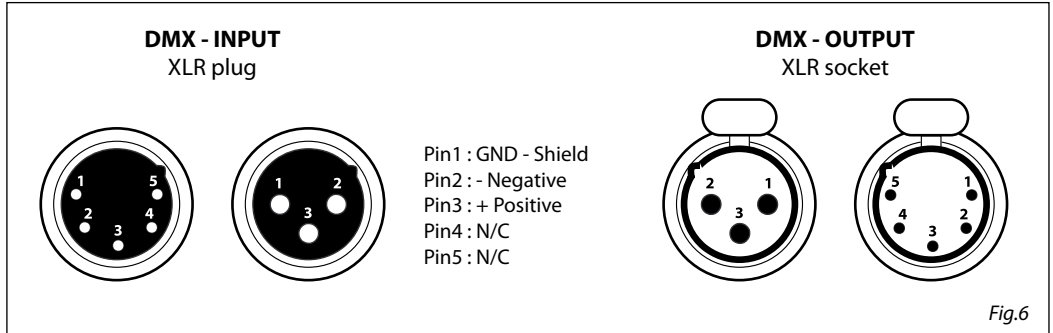 DMX - INPUT
XLR plug
1
5
2
4
3
1
2
3
Pin1 : GND - Shield
Pin2 : - Negative
Pin3 : + Positive
Pin4 : N/C
Pin5 : N/C
DMX - OUTPUT
XLR socket
2
1
3
5
1
4
2
3
Fig.6